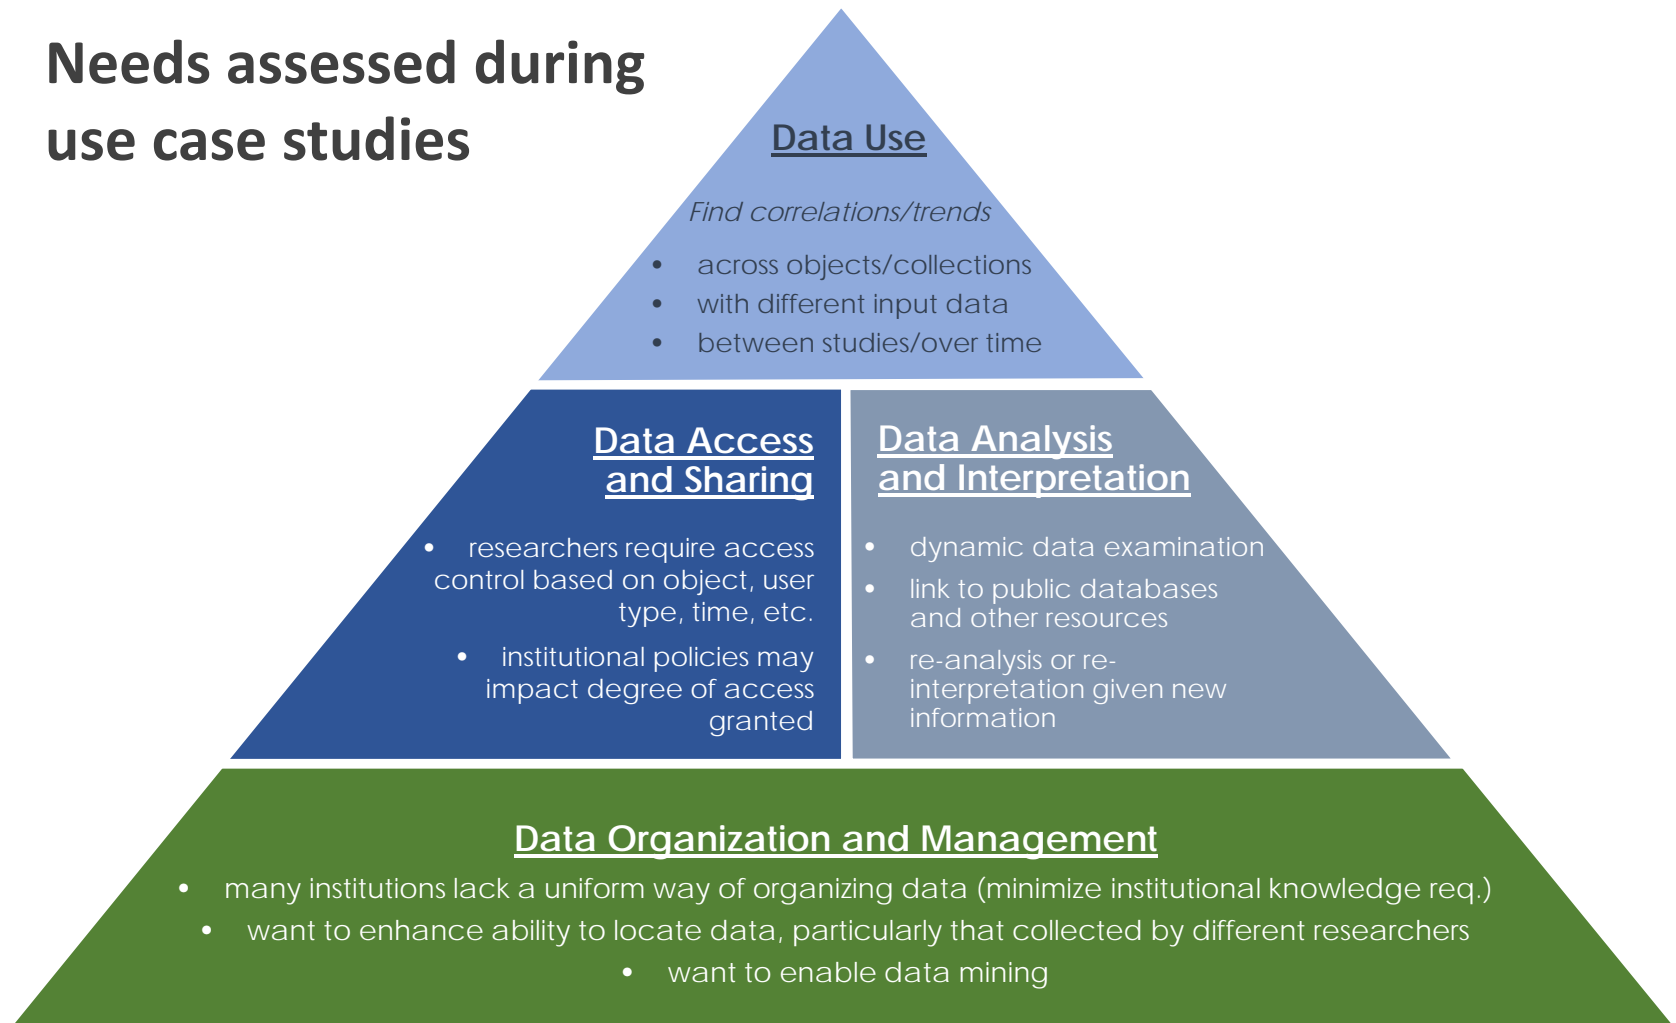 Needs assessed during
use case studies
Data Use
Find correlations/trends
• across objects/collections
• with different input data
• between studies/over time
Data Access
and Sharing
• researchers require access
control based on object, user
type, time, etc.
• institutional policies may
impact degree of access
granted
Data Analysis
and Interpretation
• dynamic data examination
• link to public databases
and other resources
• re-analysis or re-
interpretation given new
information
Data Organization and Management
• many institutions lack a uniform way of organizing data (minimize institutional knowledge req.)
• want to enhance ability to locate data, particularly that collected by different researchers
• want to enable data mining